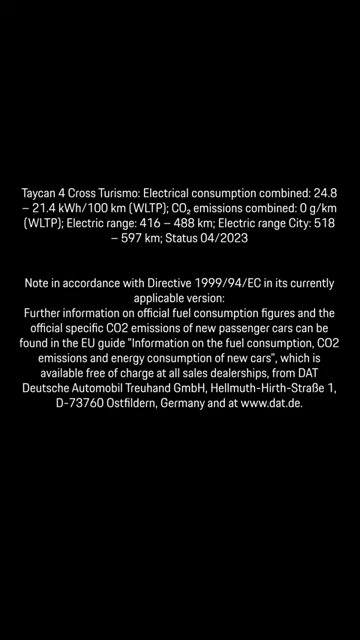 Taycan 4 Cross Turismo: Electrical consumption combined: 24.8
– 21.4 kWh/100 km (WLTP); CO₂ emissions combined: 0 g/km
(WLTP); Electric range: 416 – 488 km; Electric range City: 518
– 597 km; Status 04/2023
Note in accordance with Directive 1999/94/EC in its currently
applicable version:
Further information on official fuel consumption figures and the
official specific CO2 emissions of new passenger cars can be
found in the EU guide "Information on the fuel consumption, CO2
emissions and energy consumption of new cars", which is
available free of charge at all sales dealerships, from DAT
Deutsche Automobil Treuhand GmbH, Hellmuth-Hirth-Straße 1,
D-73760 Ostfildern, Germany and at www.dat.de.